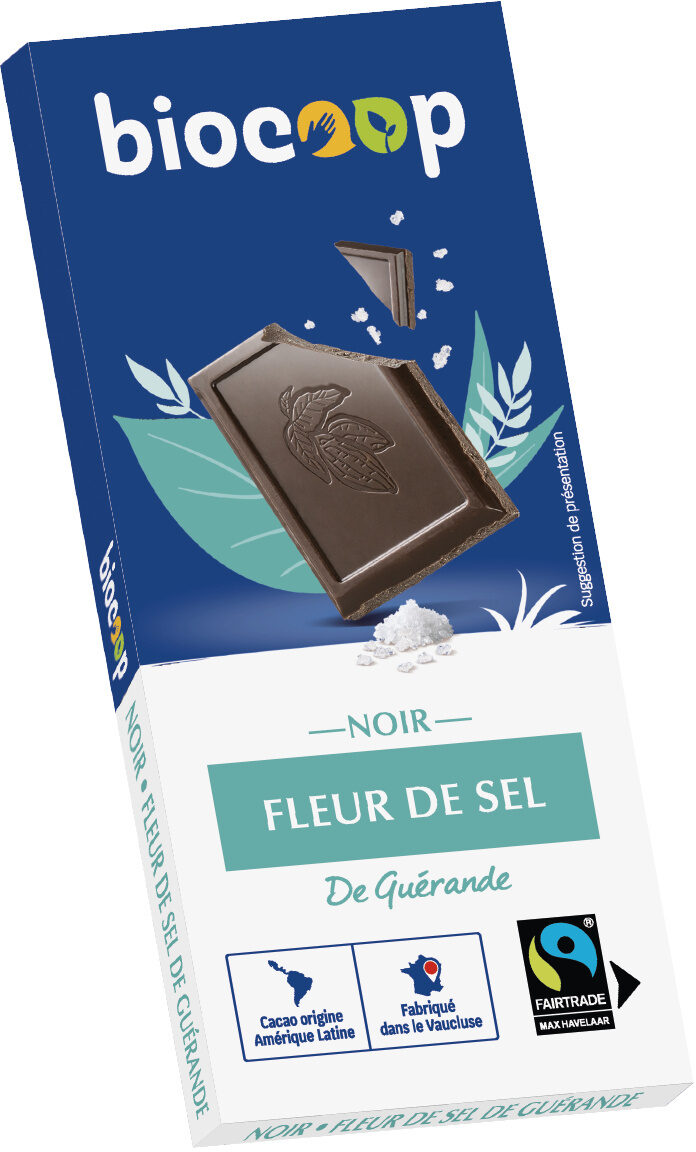 biocoop
Suggestion de présentation
NOIR
FLEUR DE SEL
De Guérande
Cacao origine
Amérique Latine
Fabriqué
dans le Vaucluse
®
FAIRTRADE
MAX HAVELAAR
biocoop
NOIR • FLEUR DE SEL DE GUÉRANDE
NOIR • FLEUR DE SEL DE GUÉRANDE